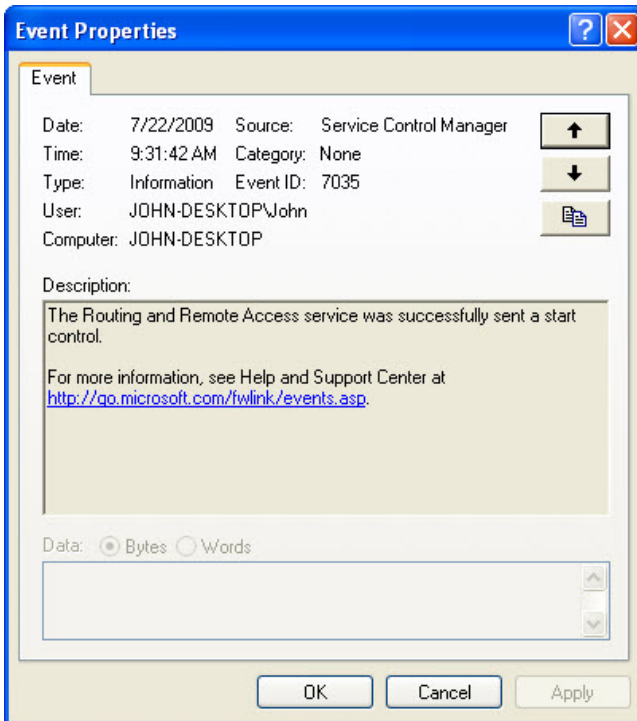 Event Properties
Event
Date: 7/22/2009 Source: Service Control Manager
Time: 9:31:42 AM Category: None
Type: Information Event ID: 7035
User: JOHN-DESKTOP\John
Computer: JOHN-DESKTOP
Description:
The Routing and Remote Access service was successfully sent a start
control.
For more information, see Help and Support Center at
http://go.microsoft.com/fwlink/events.asp.
Data: Bytes Words
OK Cancel Apply